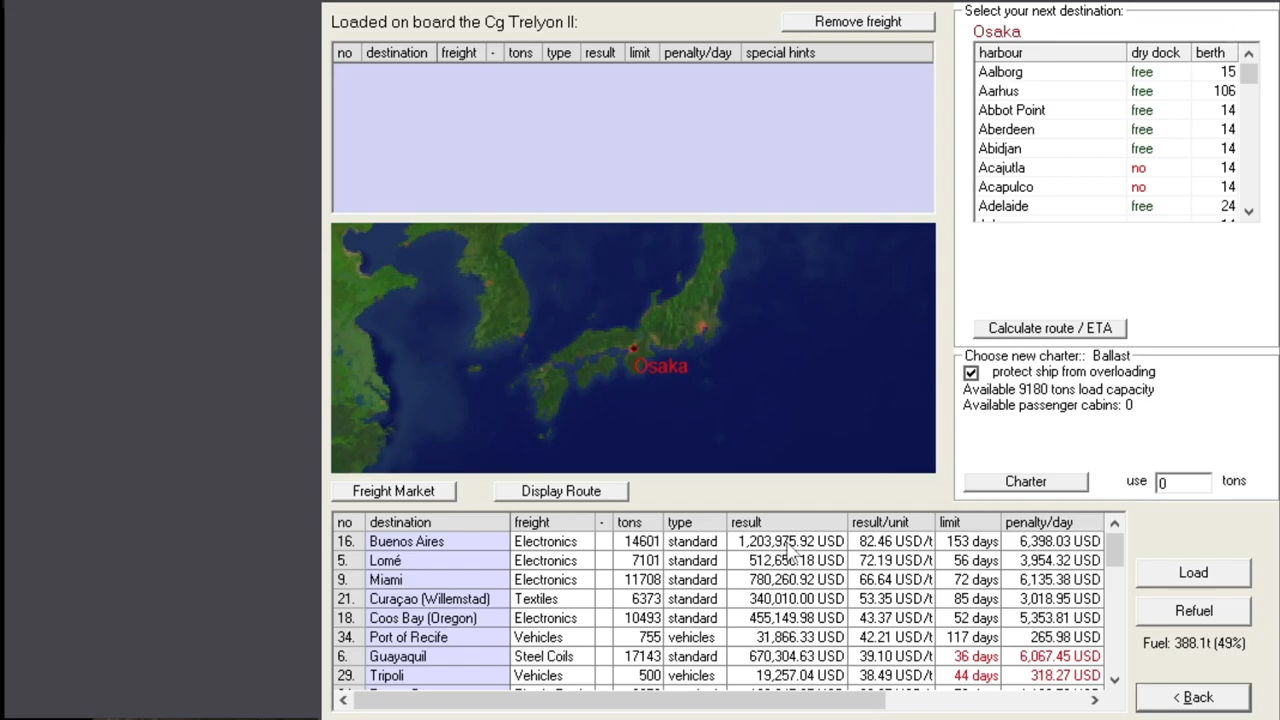 Loaded on board the Cg Trelyon II:
Remove freight
no destination freight - tons type result limit penalty/day special hints
Select your next destination:
Osaka
harbour dry dock berth
Aalborg free 15
Aarhus free 106
Abbot Point free 14
Aberdeen free 14
Abidjan free 14
Acajutla no 14
Acapulco no 14
Adelaide free 24
Osaka
Calculate route / ETA
Choose new charter:: Ballast
protect ship from overloading
Available 9180 tons load capacity
Available passenger cabins: 0
Charter use 0 tons
Freight Market Display Route
no destination freight - tons type result result/unit limit penalty/day
16. Buenos Aires Electronics 14601 standard 1,203,975.92 USD 82.46 USD/t 153 days 6,398.03 USD
5. Lomé Electronics 7101 standard 512,65 .18 USD 72.19 USD/t 56 days 3,954.32 USD
9. Miami Electronics 11708 standard 780,260.92 USD 66.64 USD/t 72 days 6,135.38 USD
21. Curaçao (Willemstad) Textiles 6373 standard 340,010.00 USD 53.35 USD/t 85 days 3,018.95 USD
18. Coos Bay (Oregon) Electronics 10493 standard 455,149.98 USD 43.37 USD/t 52 days 5,353.81 USD
34. Port of Recife Vehicles 755 vehicles 31,866.33 USD 42.21 USD/t 117 days 265.98 USD
6. Guayaquil Steel Coils 17143 standard 670,304.63 USD 39.10 USD/t 36 days 6,067.45 USD
29. Tripoli Vehicles 500 vehicles 19,257.04 USD 38.49 USD/t 44 days 318.27 USD
Load
Refuel
Fuel: 388.1t (49%)
< Back